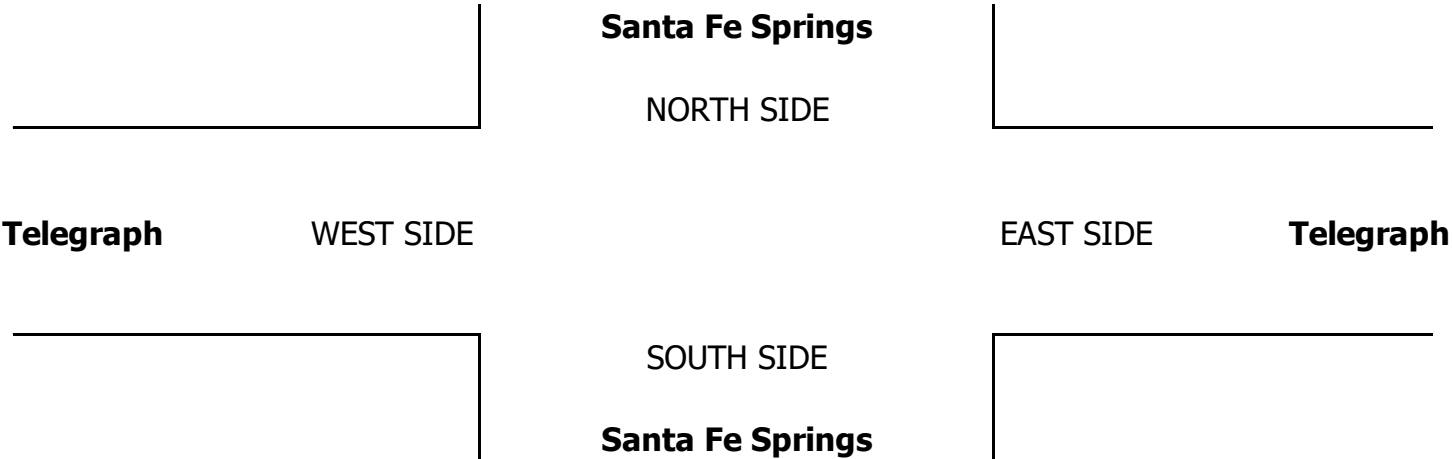 Santa Fe Springs
NORTH SIDE
Telegraph WEST SIDE EAST SIDE Telegraph
SOUTH SIDE
Santa Fe Springs